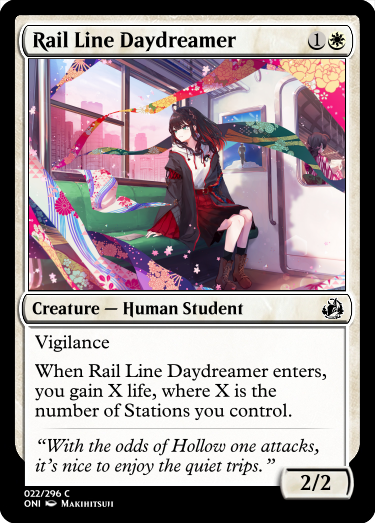 Rail Line Daydreamer 1
Creature — Human Student
Vigilance
When Rail Line Daydreamer enters,
you gain X life, where X is the
number of Stations you control.
“With the odds of Hollow one attacks,
it’s nice to enjoy the quiet trips.”
2/2
022/296 C
ONI Makihitsuji